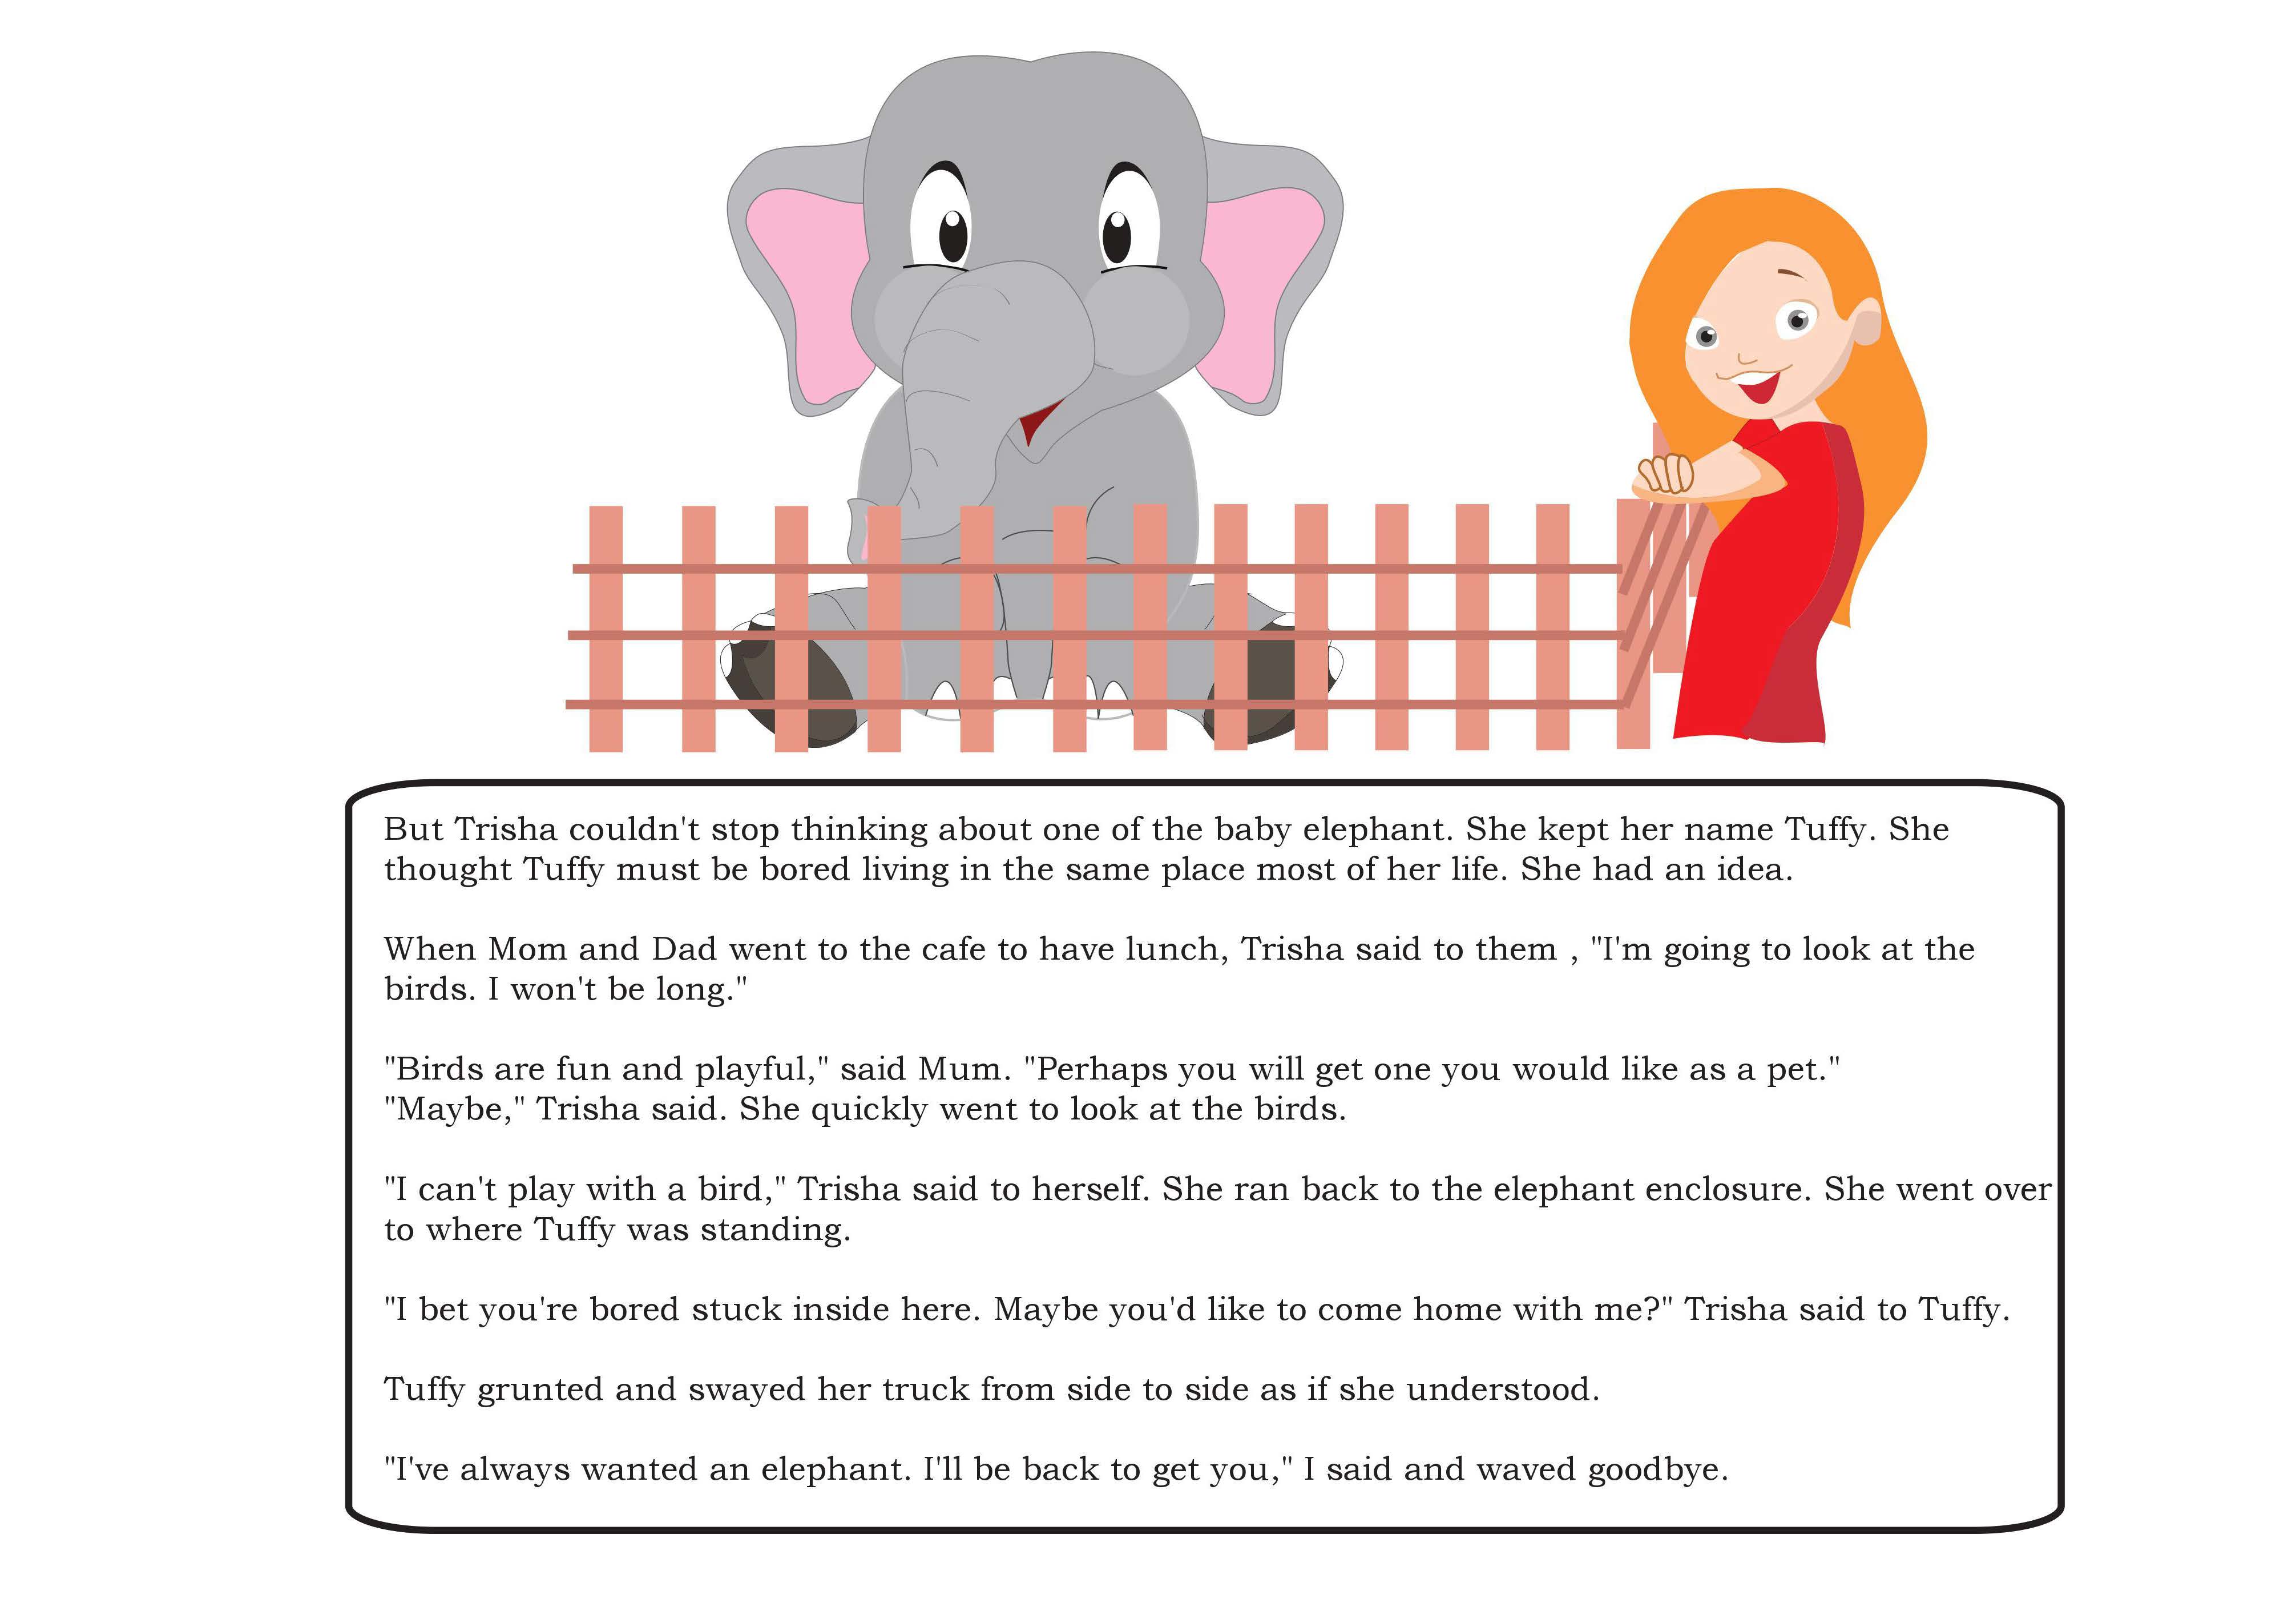 But Trisha couldn't stop thinking about one of the baby elephant. She kept her name Tuffy. She
thought Tuffy must be bored living in the same place most of her life. She had an idea.
When Mom and Dad went to the cafe to have lunch, Trisha said to them , "I'm going to look at the
birds. I won't be long."
"Birds are fun and playful," said Mum. "Perhaps you will get one you would like as a pet."
"Maybe," Trisha said. She quickly went to look at the birds.
"I can't play with a bird," Trisha said to herself. She ran back to the elephant enclosure. She went over
to where Tuffy was standing.
"I bet you're bored stuck inside here. Maybe you'd like to come home with me?" Trisha said to Tuffy.
Tuffy grunted and swayed her truck from side to side as if she understood.
"I've always wanted an elephant. I'll be back to get you," I said and waved goodbye.